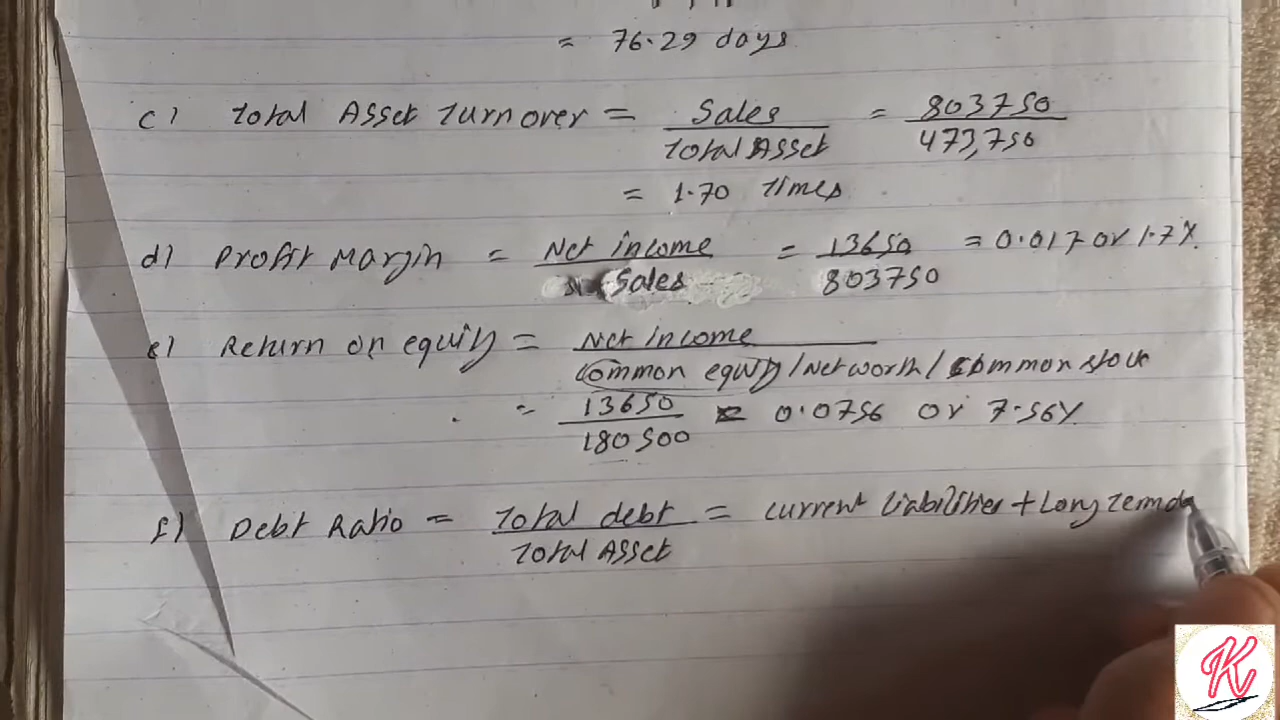 = 76.29 days
c) Total Asset Turnover = Sales / Total Asset = 803750 / 473,750
= 1.70 times
d) Profit Margin = Net income / Sales = 13650 / 803750 = 0.017 or 1.7%.
e) Return on equity = Net income / Common equity/Net worth/Common stock
= 13650 / 180500 = 0.0756 or 7.56%
f) Debt Ratio = Total debt / Total Asset = Current Liabilities + Long Term de
K